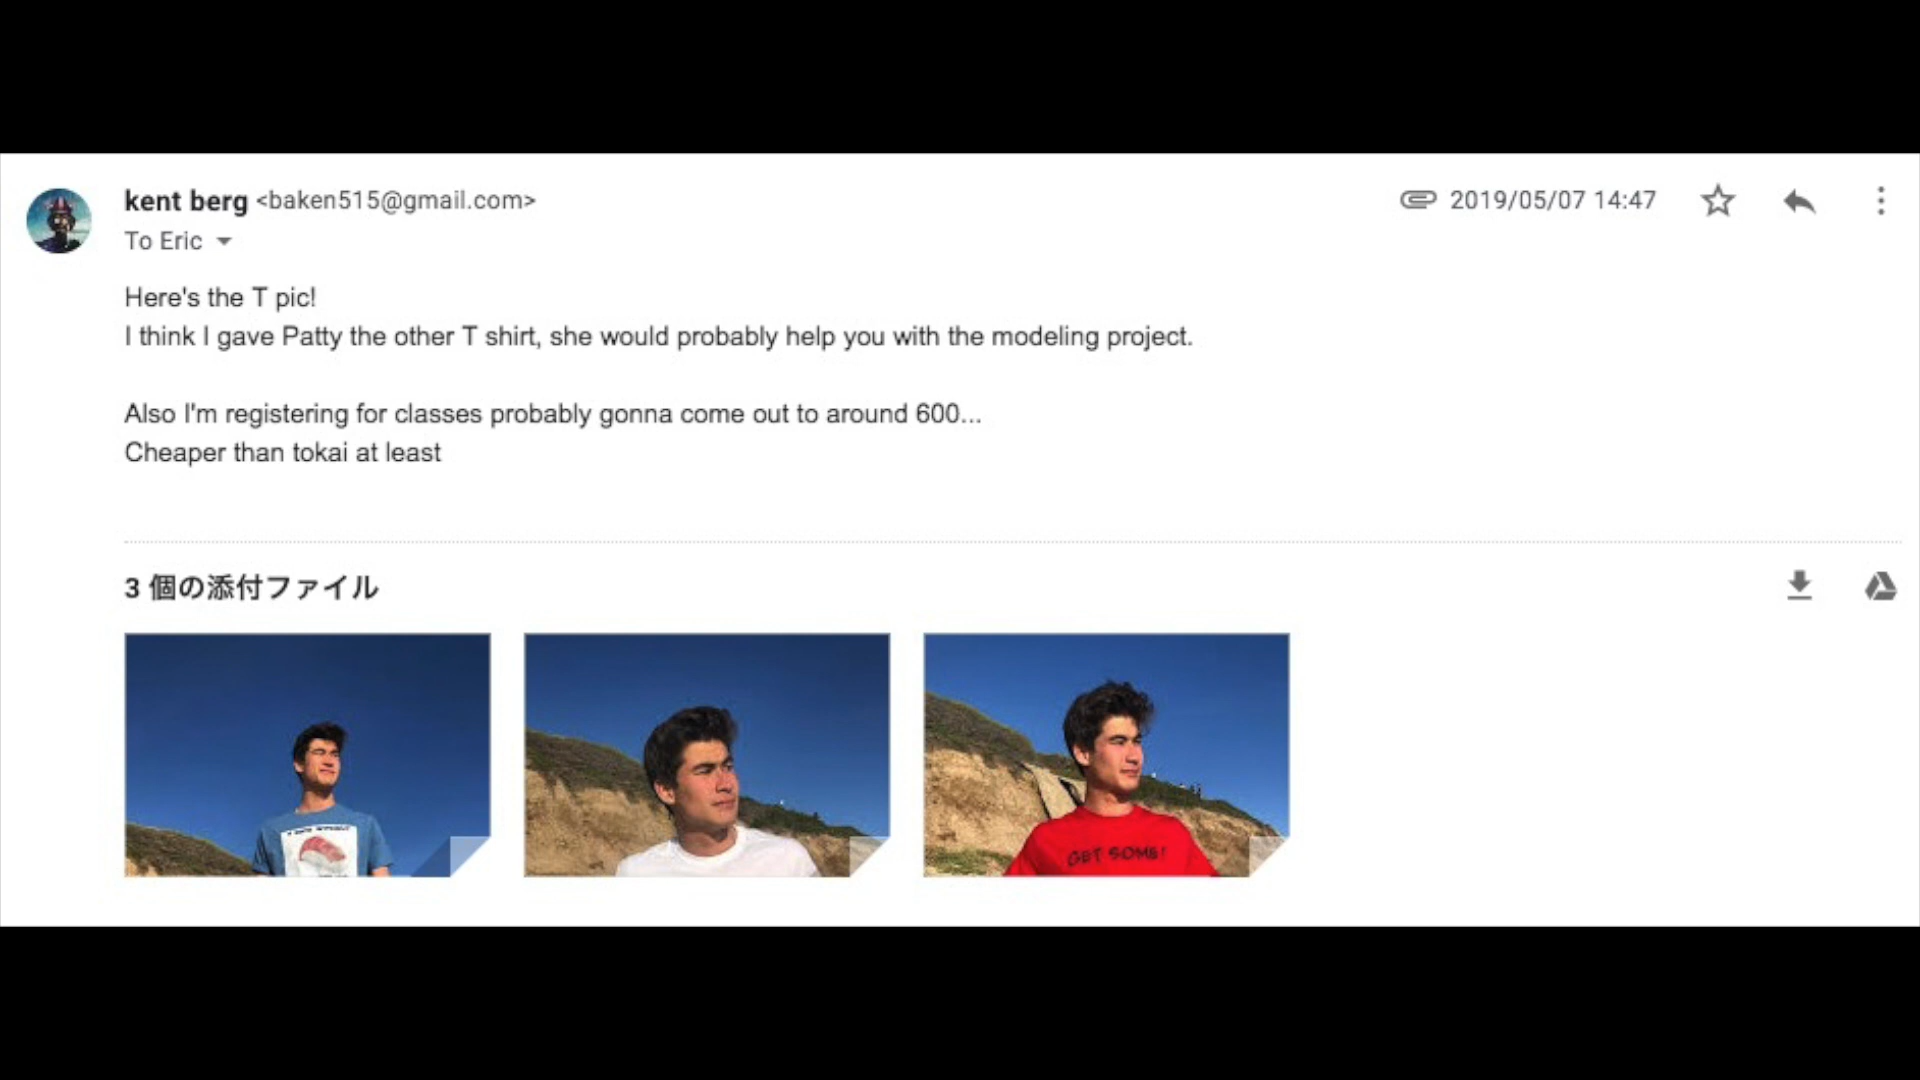 kent berg <baken515@gmail.com>
2019/05/07 14:47
To Eric
Here's the T pic!
I think I gave Patty the other T shirt, she would probably help you with the modeling project.
Also I'm registering for classes probably gonna come out to around 600...
Cheaper than tokai at least
3 個の添付ファイル
GET SOME!